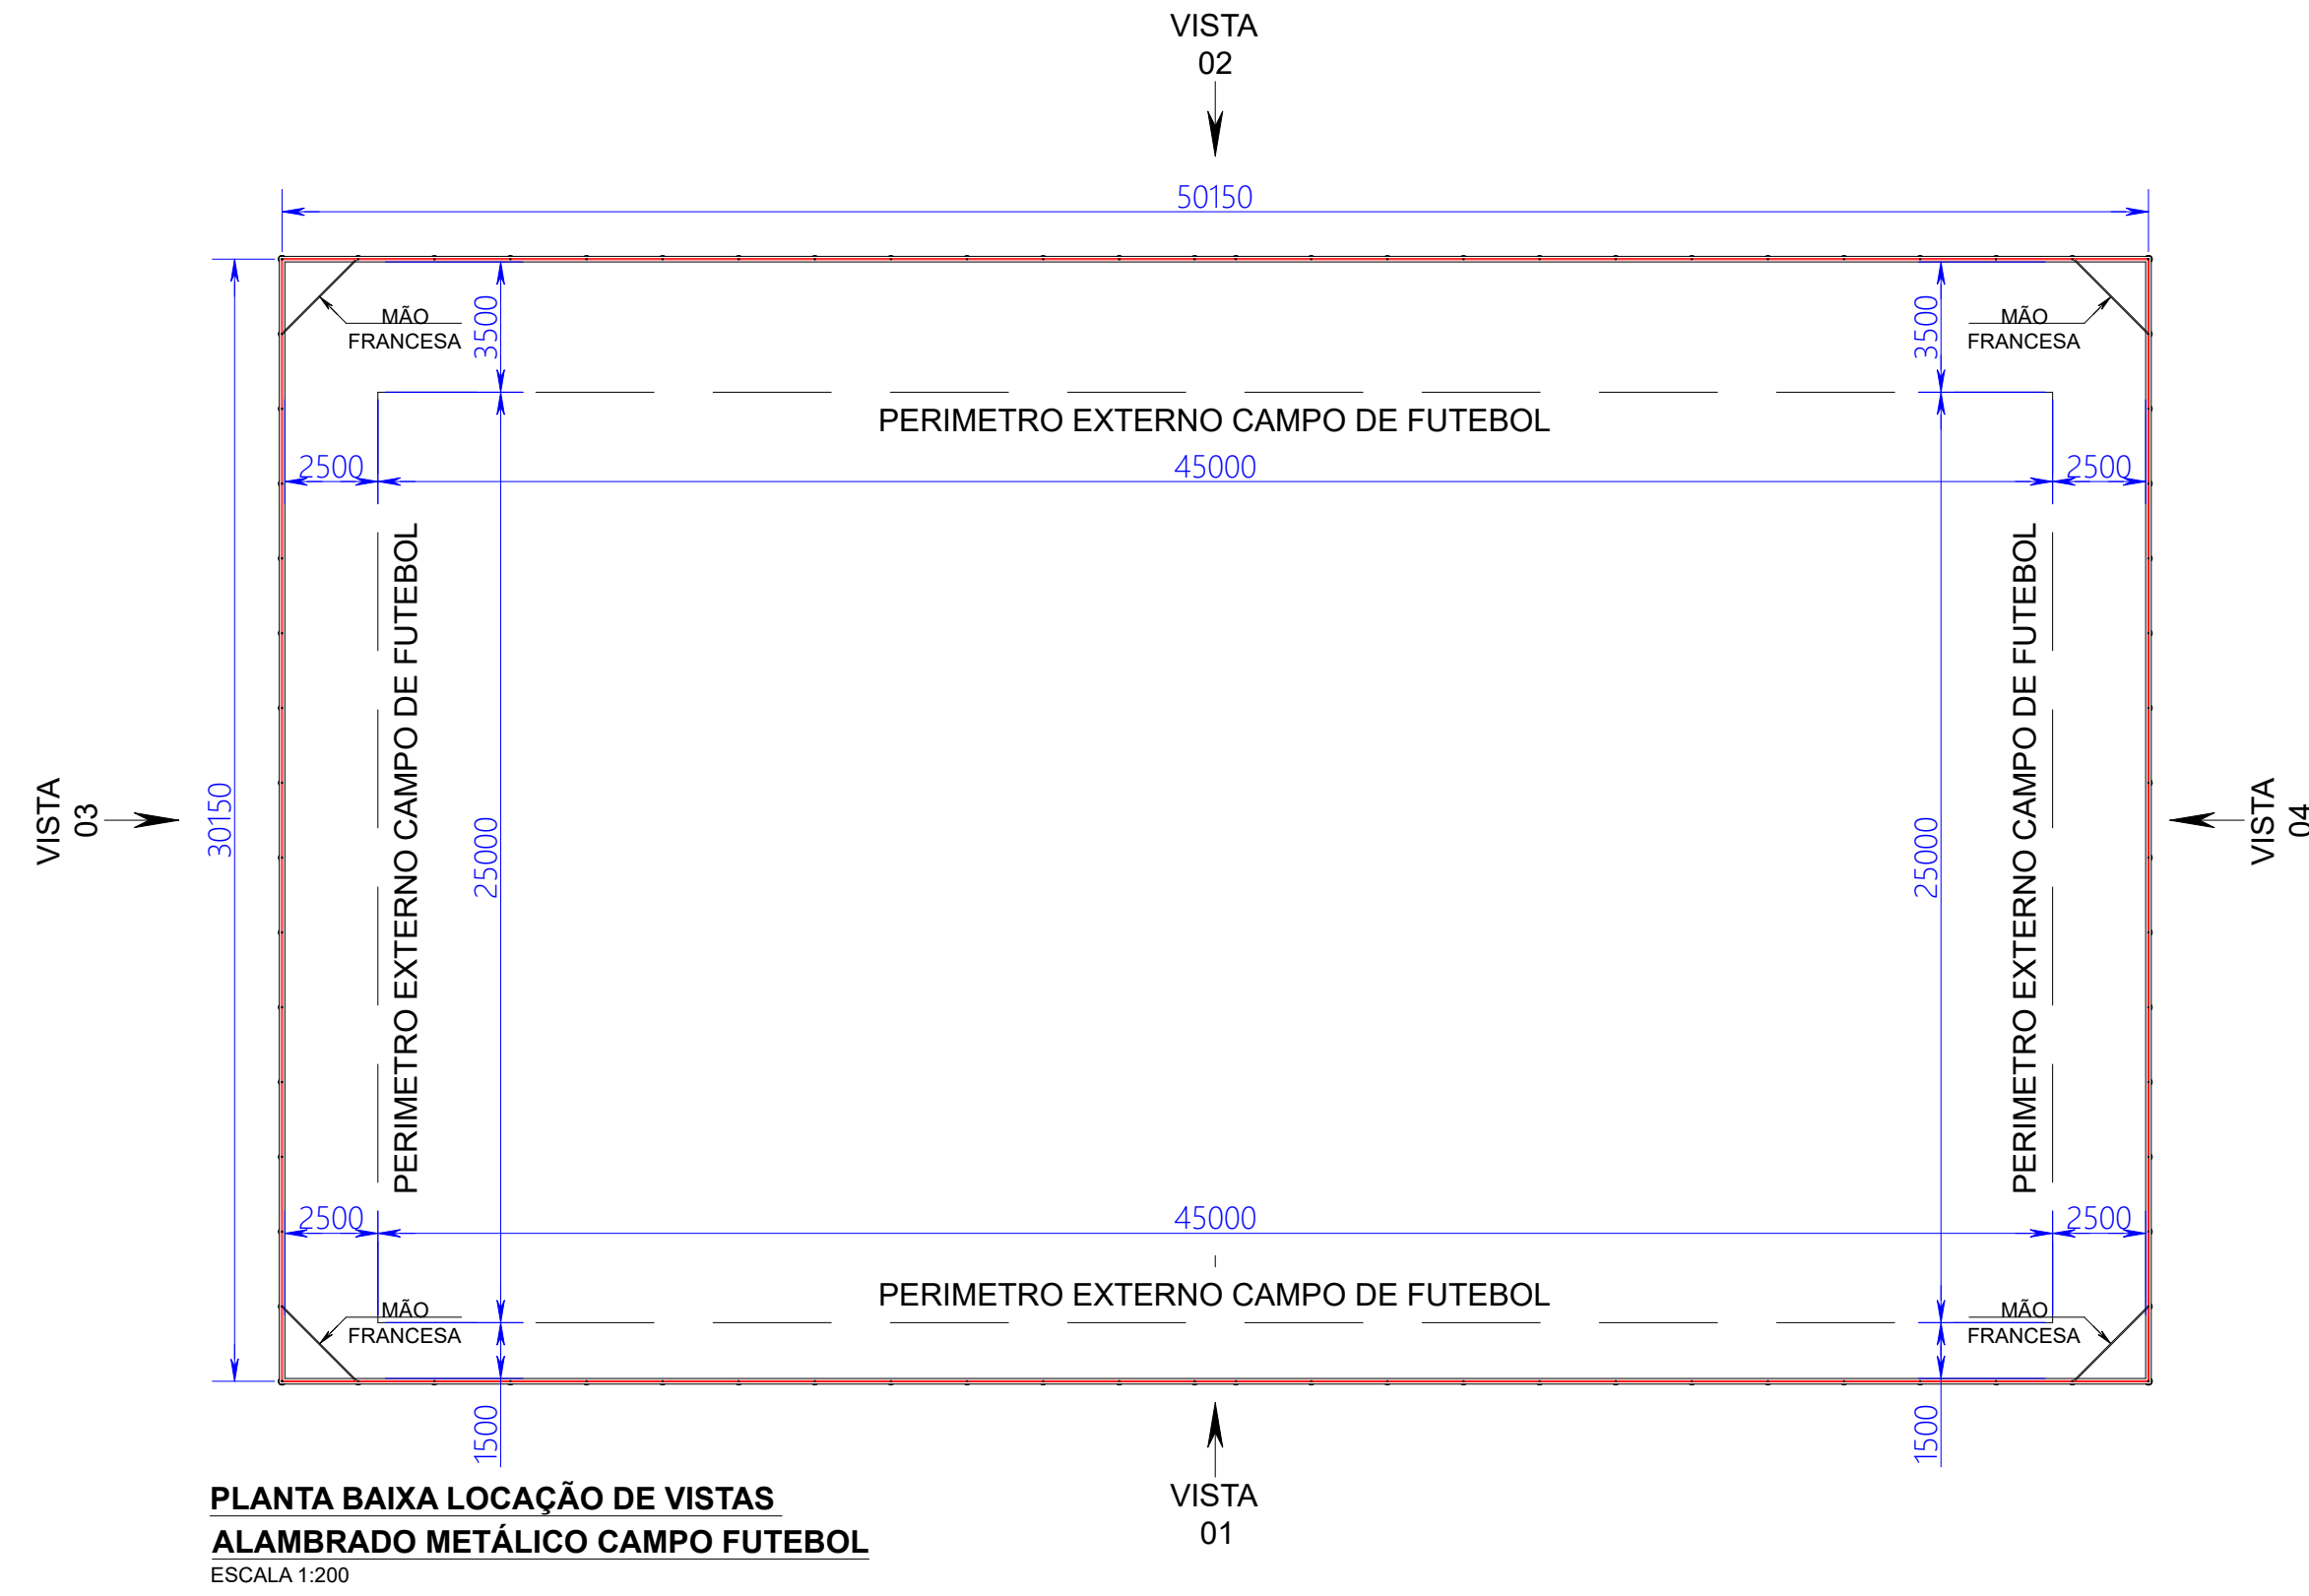 VISTA
02
50150
MÃO
FRANCESA
3500
3500
MÃO
FRANCESA
PERIMETRO EXTERNO CAMPO DE FUTEBOL
2500
45000
2500
VISTA
03
30150
PERIMETRO EXTERNO CAMPO DE FUTEBOL
25000
25000
PERIMETRO EXTERNO CAMPO DE FUTEBOL
VISTA
04
2500
45000
2500
PERIMETRO EXTERNO CAMPO DE FUTEBOL
MÃO
FRANCESA
MÃO
FRANCESA
1500
1500
VISTA
01
PLANTA BAIXA LOCAÇÃO DE VISTAS
ALAMBRADO METÁLICO CAMPO FUTEBOL
ESCALA 1:200